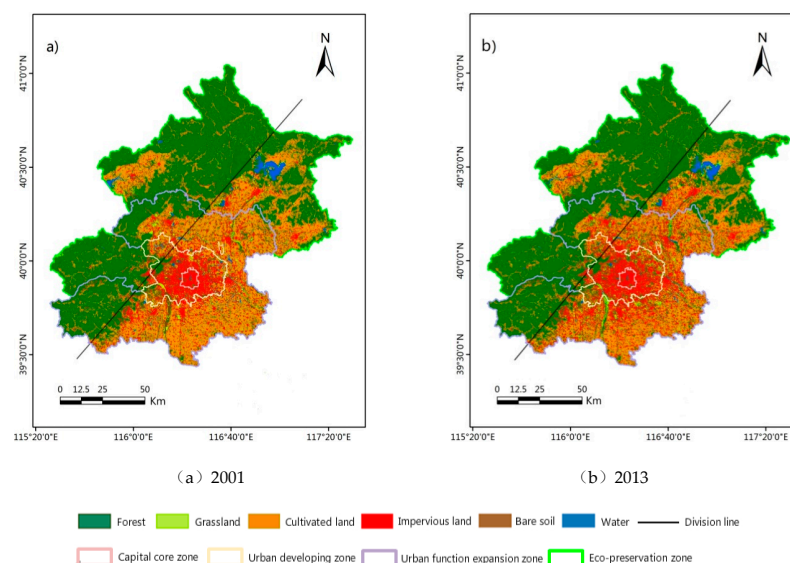 a)
N
41°0'0"N
40°30'0"N
40°0'0"N
39°30'0"N
0 12.5 25 50
Km
115°20'0"E 116°0'0"E 116°40'0"E 117°20'0"E
b)
N
41°0'0"N
40°30'0"N
40°0'0"N
39°30'0"N
0 12.5 25 50
Km
115°20'0"E 116°0'0"E 116°40'0"E 117°20'0"E
（a）2001 （b）2013
Forest Grassland Cultivated land Impervious land Bare soil Water Division line
Capital core zone Urban developing zone Urban function expansion zone Eco-preservation zone